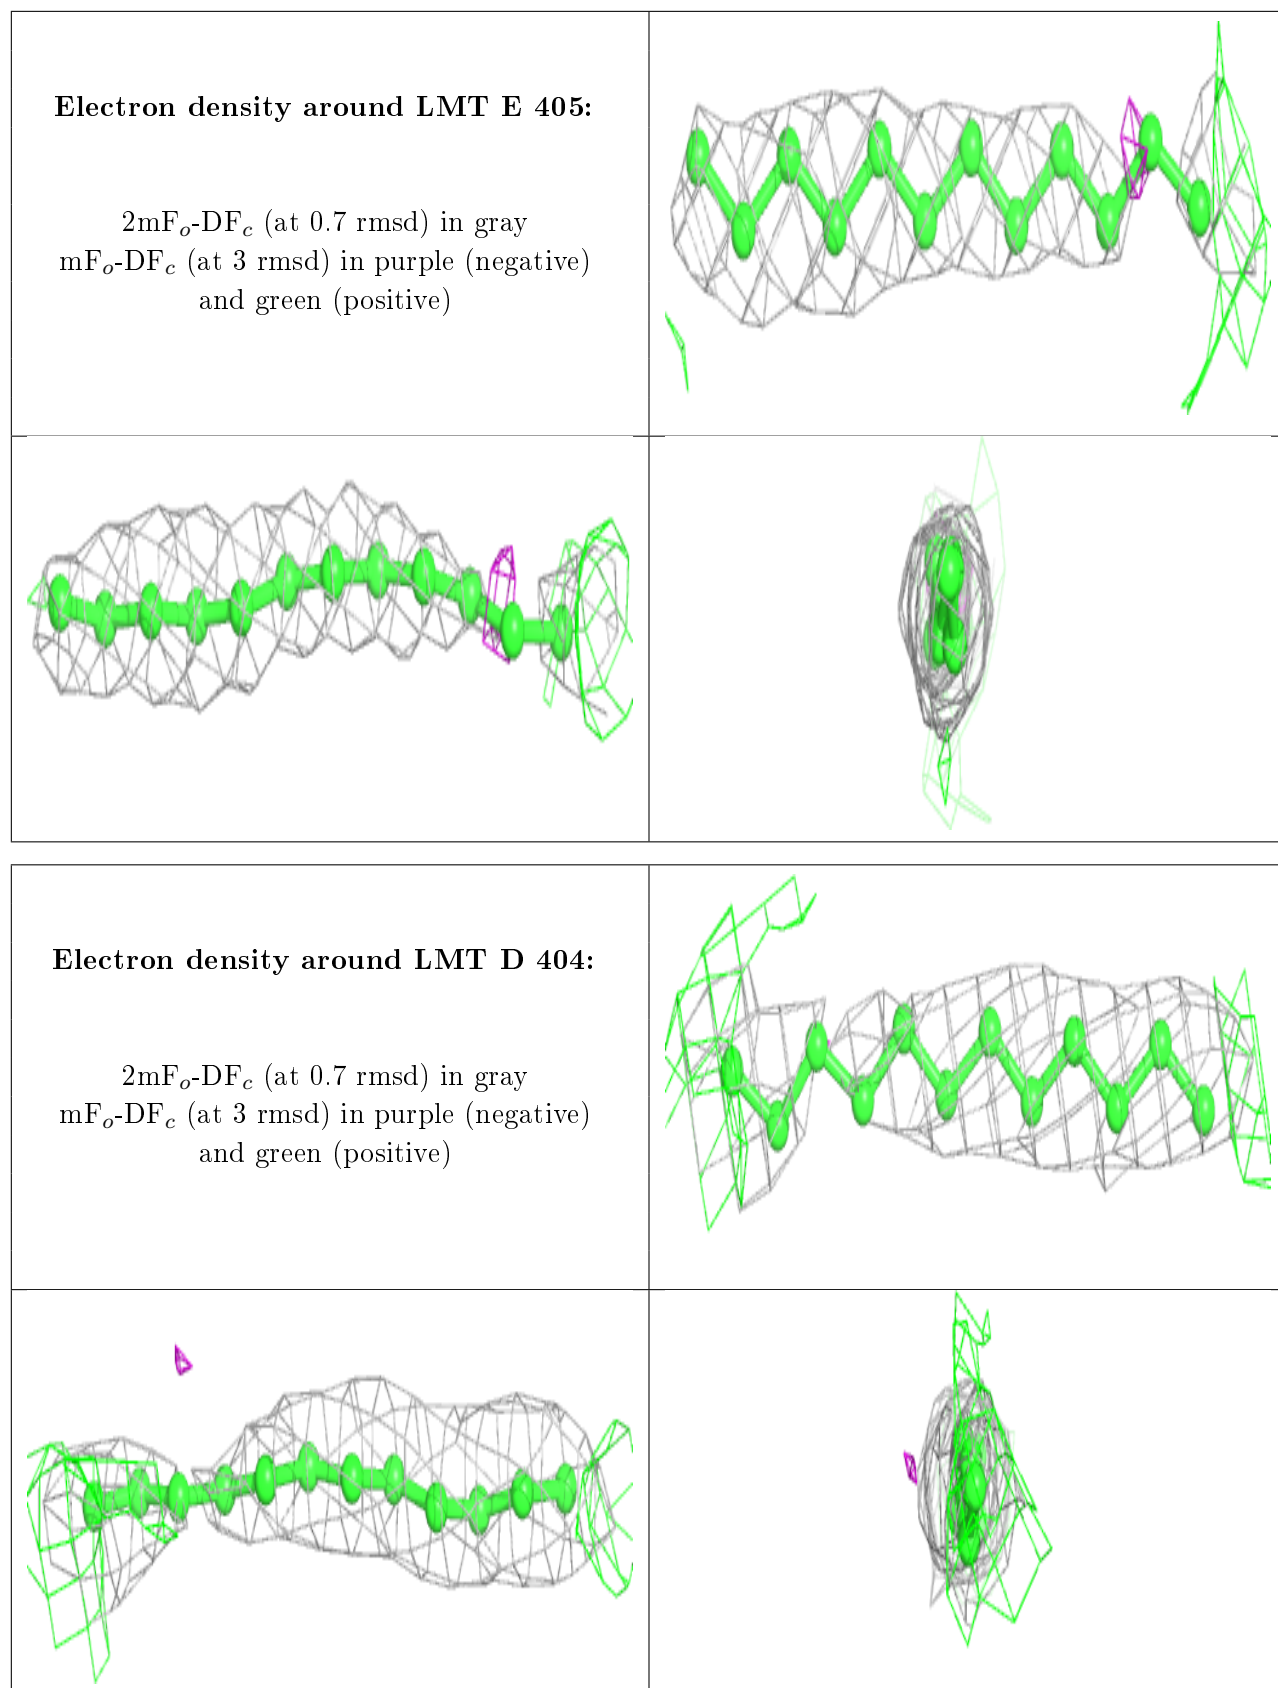 Electron density around LMT E 405:
2mFo-DFc (at 0.7 rmsd) in gray
mFo-DFc (at 3 rmsd) in purple (negative)
and green (positive)
Electron density around LMT D 404:
2mFo-DFc (at 0.7 rmsd) in gray
mFo-DFc (at 3 rmsd) in purple (negative)
and green (positive)